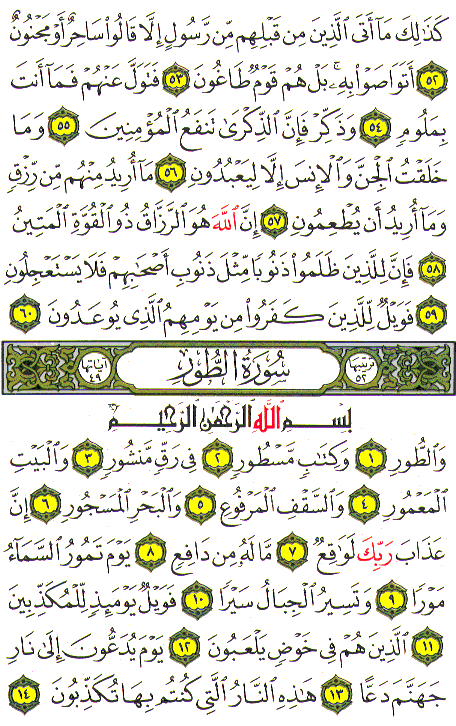 كَذَٰلِكَ مَآ أَتَى ٱلَّذِينَ مِن قَبْلِهِم مِّن رَّسُولٍ إِلَّا قَالُوا۟ سَاحِرٌ أَوْ مَجْنُونٌ
٥٢ أَتَوَاصَوْا۟ بِهِۦ ۚ بَلْ هُمْ قَوْمٌ طَاغُونَ ٥٣ فَتَوَلَّ عَنْهُمْ فَمَآ أَنتَ
بِمَلُومٍ ٥٤ وَذَكِّرْ فَإِنَّ ٱلذِّكْرَىٰ تَنفَعُ ٱلْمُؤْمِنِينَ ٥٥ وَمَا
خَلَقْتُ ٱلْجِنَّ وَٱلْإِنسَ إِلَّا لِيَعْبُدُونِ ٥٦ مَآ أُرِيدُ مِنْهُم مِّن رِّزْقٍ
وَمَآ أُرِيدُ أَن يُطْعِمُونِ ٥٧ إِنَّ ٱللَّهَ هُوَ ٱلرَّزَّاقُ ذُو ٱلْقُوَّةِ ٱلْمَتِينُ
٥٨ فَإِنَّ لِلَّذِينَ ظَلَمُوا۟ ذَنُوبًا مِّثْلَ ذَنُوبِ أَصْحَٰبِهِمْ فَلَا يَسْتَعْجِلُونِ
٥٩ فَوَيْلٌ لِّلَّذِينَ كَفَرُوا۟ مِن يَوْمِهِمُ ٱلَّذِى يُوعَدُونَ ٦٠
ترتيبها ٥٢ سُورَةُ الطُّورِ آياتها ٤٩
بِسْمِ ٱللَّهِ ٱلرَّحْمَٰنِ ٱلرَّحِيمِ
وَٱلطُّورِ ١ وَكِتَٰبٍ مَّسْطُورٍ ٢ فِى رَقٍّ مَّنشُورٍ ٣ وَٱلْبَيْتِ
ٱلْمَعْمُورِ ٤ وَٱلسَّقْفِ ٱلْمَرْفُوعِ ٥ وَٱلْبَحْرِ ٱلْمَسْجُورِ ٦ إِنَّ
عَذَابَ رَبِّكَ لَوَٰقِعٌ ٧ مَّا لَهُۥ مِن دَافِعٍ ٨ يَوْمَ تَمُورُ ٱلسَّمَآءُ
مَوْرًا ٩ وَتَسِيرُ ٱلْجِبَالُ سَيْرًا ١٠ فَوَيْلٌ يَوْمَئِذٍ لِّلْمُكَذِّبِينَ
١١ ٱلَّذِينَ هُمْ فِى خَوْضٍ يَلْعَبُونَ ١٢ يَوْمَ يُدَعُّونَ إِلَىٰ نَارِ
جَهَنَّمَ دَعًّا ١٣ هَٰذِهِ ٱلنَّارُ ٱلَّتِى كُنتُم بِهَا تُكَذِّبُونَ ١٤